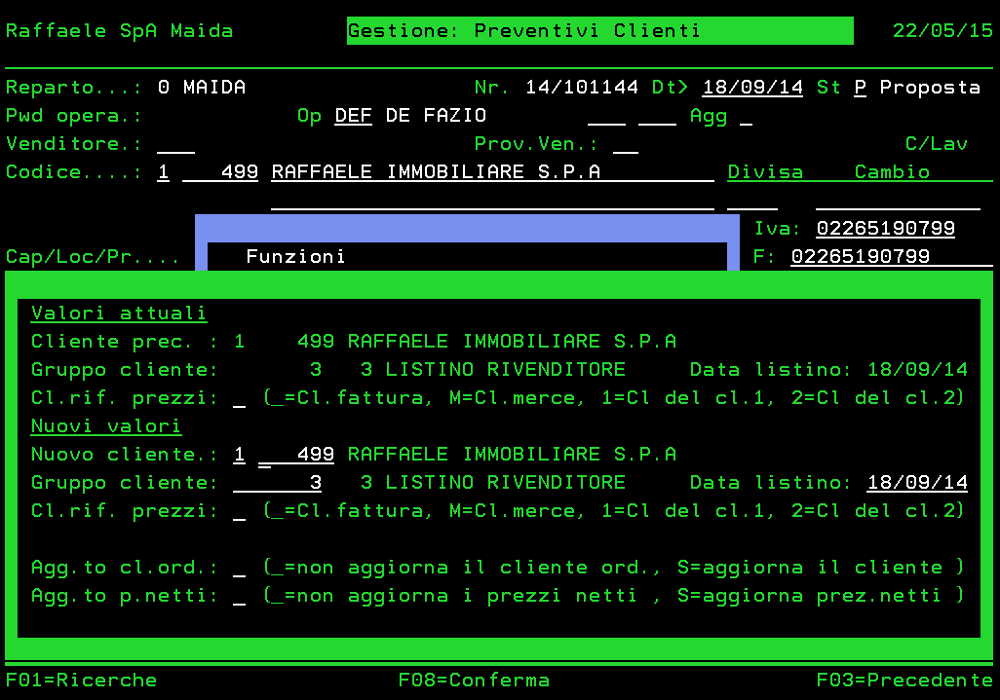 Raffaele SpA Maida Gestione: Preventivi Clienti 22/05/15
Reparto...: 0 MAIDA Nr. 14/101144 Dt> 18/09/14 St P Proposta
Pwd opera.: Op DEF DE FAZIO ___ ___ Agg _
Venditore.: ___ Prov.Ven.: __ C/Lav
Codice....: 1 499 RAFFAELE IMMOBILIARE S.P.A Divisa Cambio
Iva: 02265190799
Cap/Loc/Pr.... Funzioni F: 02265190799
Valori attuali
Cliente prec. : 1 499 RAFFAELE IMMOBILIARE S.P.A
Gruppo cliente: 3 3 LISTINO RIVENDITORE Data listino: 18/09/14
Cl.rif. prezzi: _ (_=Cl.fattura, M=Cl.merce, 1=Cl del cl.1, 2=Cl del cl.2)
Nuovi valori
Nuovo cliente.: 1 _ 499 RAFFAELE IMMOBILIARE S.P.A
Gruppo cliente: 3 3 LISTINO RIVENDITORE Data listino: 18/09/14
Cl.rif. prezzi: _ (_=Cl.fattura, M=Cl.merce, 1=Cl del cl.1, 2=Cl del cl.2)
Agg.to cl.ord.: _ (_=non aggiorna il cliente ord., S=aggiorna il cliente )
Agg.to p.netti: _ (_=non aggiorna i prezzi netti , S=aggiorna prez.netti )
F01=Ricerche F08=Conferma F03=Precedente